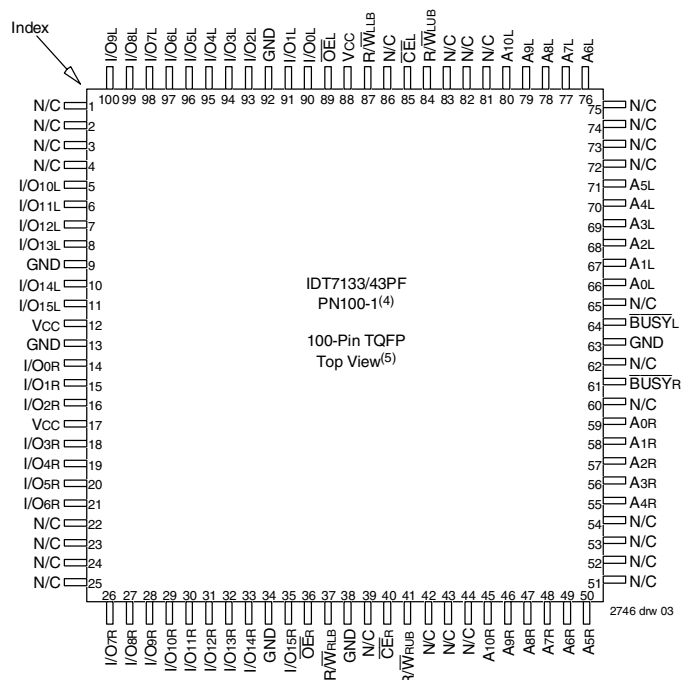 Index
I/O9L I/O8L I/O7L I/O6L I/O5L I/O4L I/O3L I/O2L GND I/O1L I/O0L OEL VCC R/WLLB N/C CEL R/WLUB N/C N/C N/C A10L A9L A8L A7L A6L
100 99 98 97 96 95 94 93 92 91 90 89 88 87 86 85 84 83 82 81 80 79 78 77 76
N/C 1
N/C 2
N/C 3
N/C 4
I/O10L 5
I/O11L 6
I/O12L 7
I/O13L 8
GND 9
I/O14L 10
I/O15L 11
VCC 12
GND 13
I/O0R 14
I/O1R 15
I/O2R 16
VCC 17
I/O3R 18
I/O4R 19
I/O5R 20
I/O6R 21
N/C 22
N/C 23
N/C 24
N/C 25
IDT7133/43PF
PN100-1(4)
100-Pin TQFP
Top View(5)
75 N/C
74 N/C
73 N/C
72 N/C
71 A5L
70 A4L
69 A3L
68 A2L
67 A1L
66 A0L
65 N/C
64 BUSYL
63 GND
62 N/C
61 BUSYR
60 N/C
59 A0R
58 A1R
57 A2R
56 A3R
55 A4R
54 N/C
53 N/C
52 N/C
51 N/C
26 27 28 29 30 31 32 33 34 35 36 37 38 39 40 41 42 43 44 45 46 47 48 49 50
2746 drw 03
I/O7R I/O8R I/O9R I/O10R I/O11R I/O12R I/O13R I/O14R GND I/O15R OER R/WRLB GND N/C CER R/WRUB N/C N/C N/C A10R A9R A8R A7R A6R A5R